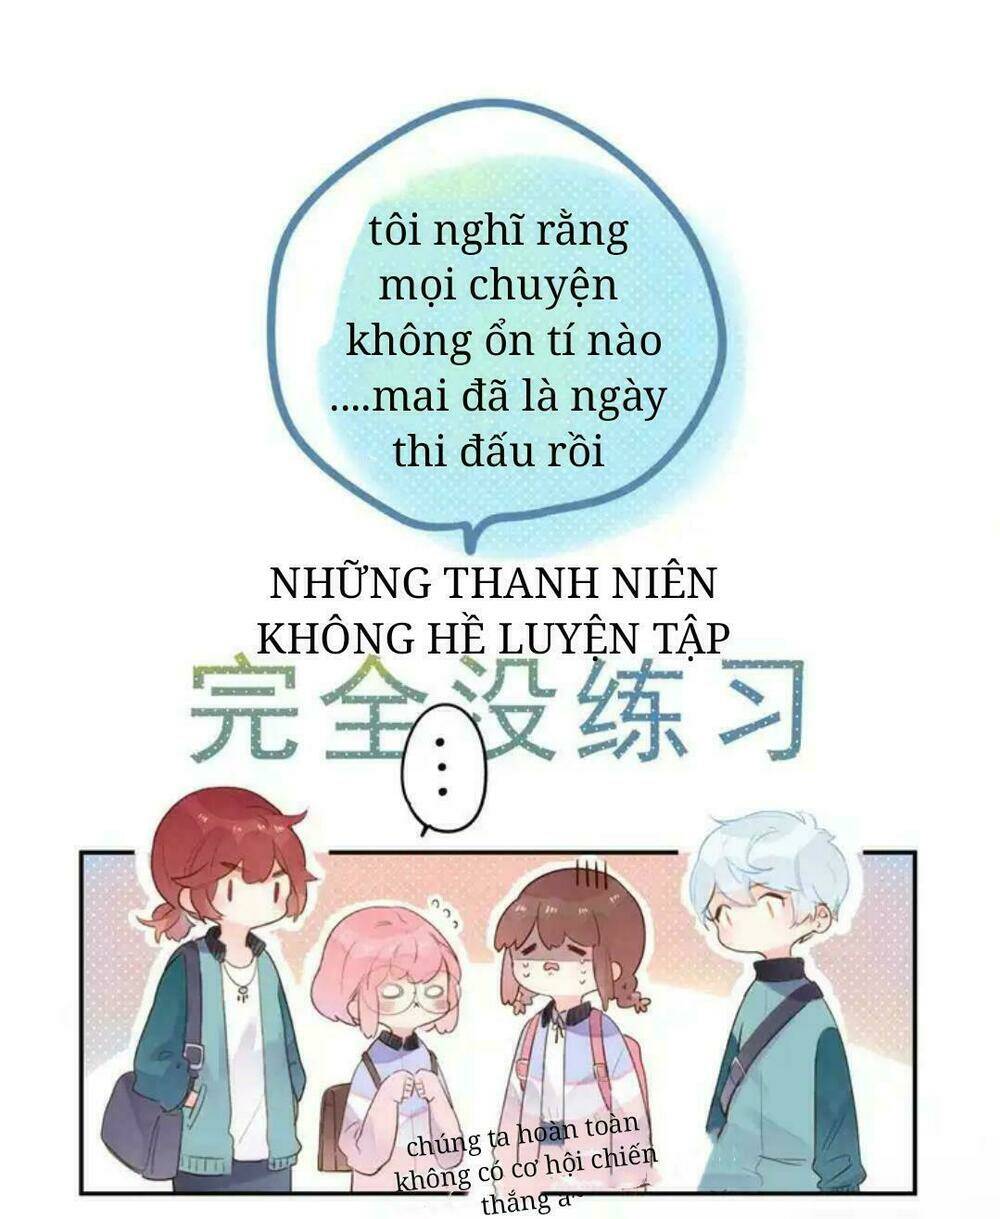 tôi nghĩ rằng
mọi chuyện
không ổn tí nào
....mai đã là ngày
thi đấu rồi
NHỮNG THANH NIÊN
KHÔNG HỀ LUYỆN TẬP
完全没练习
...
chúng ta hoàn toàn
không có cơ hội chiến
thắng a